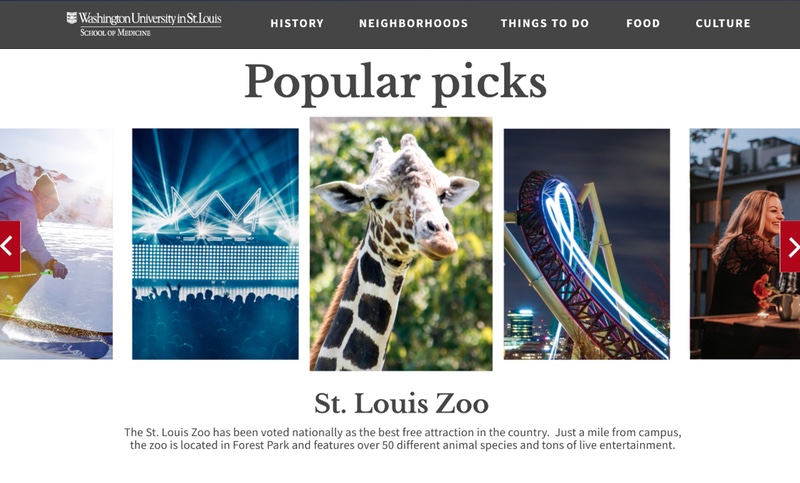 Washington University in St. Louis
SCHOOL OF MEDICINE
HISTORY NEIGHBORHOODS THINGS TO DO FOOD CULTURE
Popular picks
St. Louis Zoo
The St. Louis Zoo has been voted nationally as the best free attraction in the country. Just a mile from campus,
the zoo is located in Forest Park and features over 50 different animal species and tons of live entertainment.